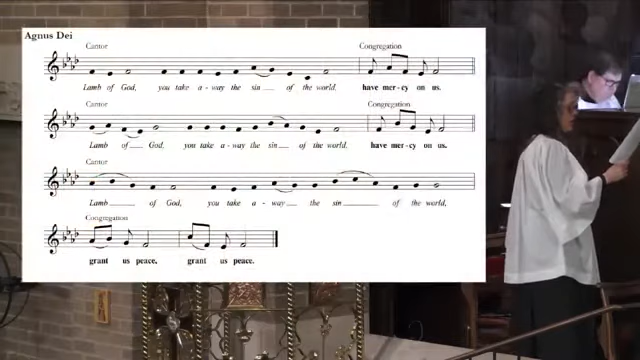 Agnus Dei
Cantor Congregation
Lamb of God, you take a-way the sin of the world, have mer-cy on us.
Cantor Congregation
Lamb of God, you take a-way the sin of the world, have mer-cy on us.
Cantor
Lamb of God, you take a-way the sin of the world,
Congregation
grant us peace, grant us peace.